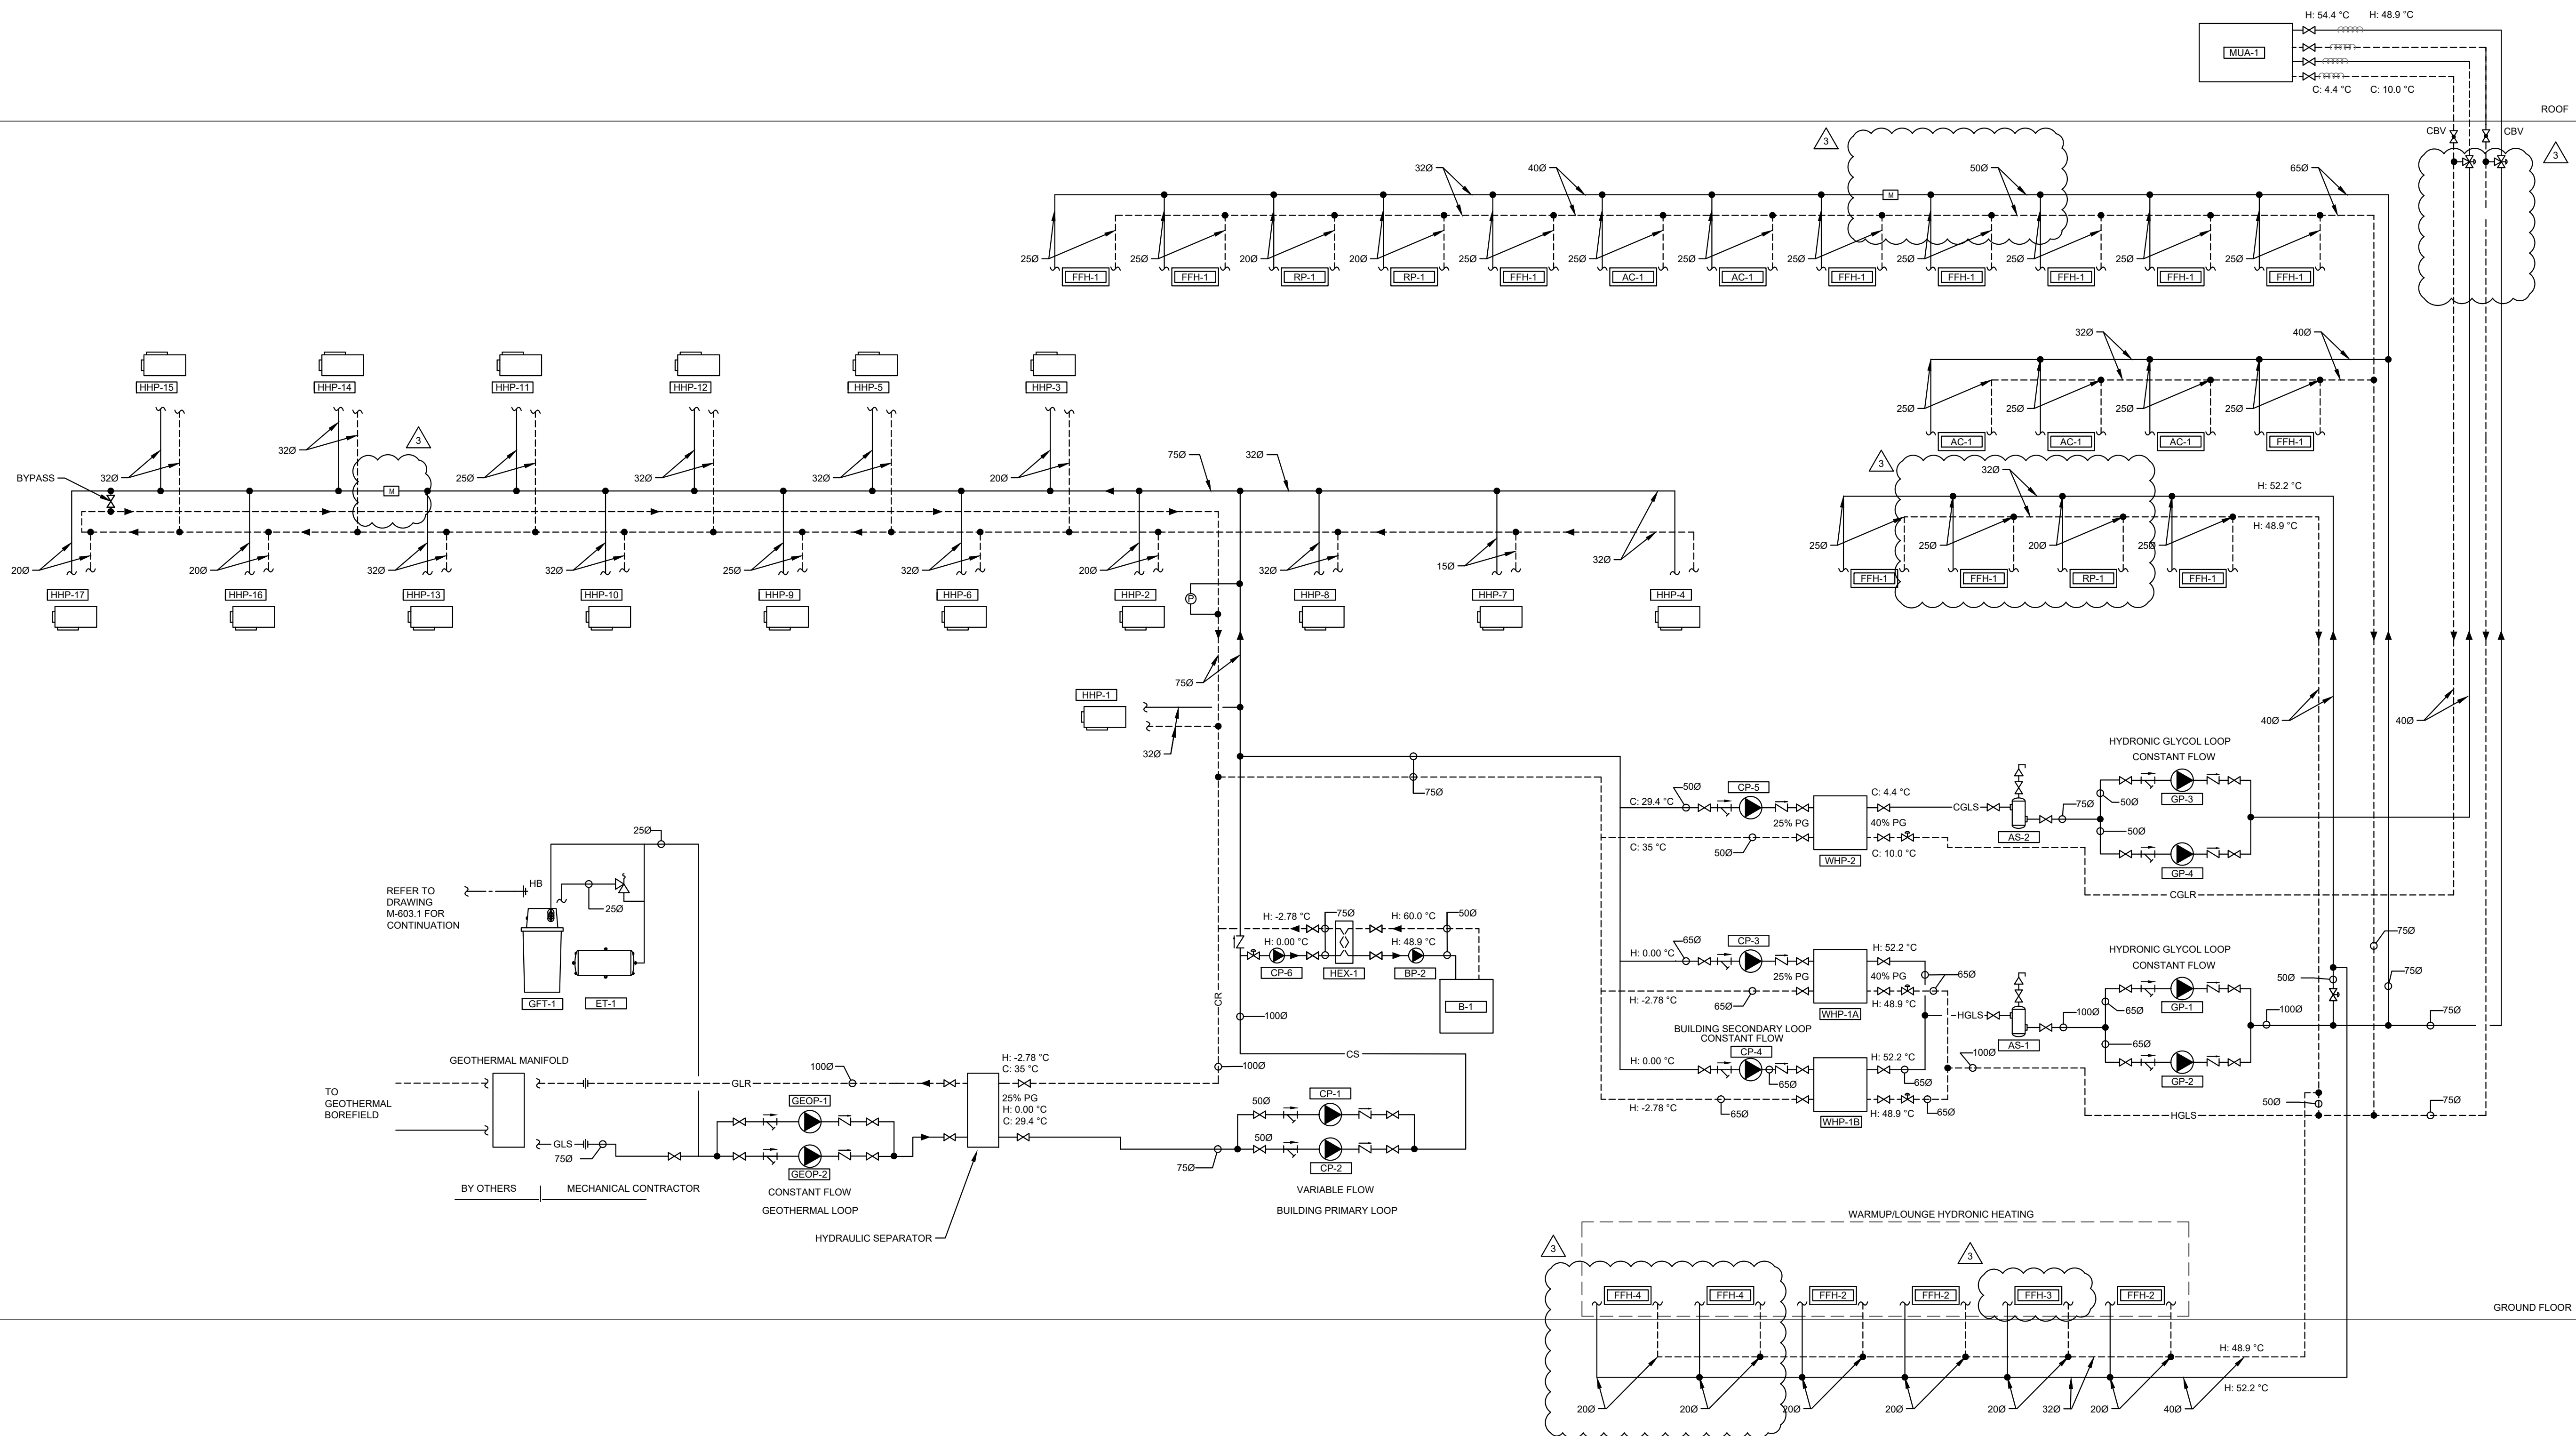 H: 54.4 °C H: 48.9 °C
MUA-1
C: 4.4 °C C: 10.0 °C
ROOF
CBV CBV
3 3
32Ø 40Ø 50Ø 65Ø
M
25Ø 25Ø 20Ø 20Ø 25Ø 25Ø 25Ø 25Ø 25Ø 25Ø 25Ø 25Ø
FFH-1 FFH-1 RP-1 RP-1 FFH-1 AC-1 AC-1 FFH-1 FFH-1 FFH-1 FFH-1 FFH-1
32Ø 40Ø
25Ø 25Ø 25Ø 25Ø
AC-1 AC-1 AC-1 FFH-1
HHP-15 HHP-14 HHP-11 HHP-12 HHP-5 HHP-3
3
BYPASS
32Ø 32Ø 25Ø 32Ø 32Ø 20Ø
75Ø 32Ø
M
20Ø 20Ø 32Ø 32Ø 25Ø 32Ø 20Ø 32Ø 15Ø 32Ø
HHP-17 HHP-16 HHP-13 HHP-10 HHP-9 HHP-6 HHP-2 HHP-8 HHP-7 HHP-4
P
3
32Ø
H: 52.2 °C
H: 48.9 °C
25Ø 25Ø 20Ø 25Ø
FFH-1 FFH-1 RP-1 FFH-1
75Ø
HHP-1
32Ø
40Ø 40Ø
75Ø
HYDRONIC GLYCOL LOOP
CONSTANT FLOW
50Ø CP-5
C: 29.4 °C
25% PG
C: 35 °C
50Ø
C: 4.4 °C
40% PG
C: 10.0 °C
WHP-2
CGLS
AS-2
75Ø
50Ø
50Ø
GP-3
GP-4
CGLR
25Ø
REFER TO
DRAWING
M-603.1 FOR
CONTINUATION
HB
25Ø
GFT-1 ET-1
H: -2.78 °C 75Ø H: 60.0 °C 50Ø
H: 0.00 °C H: 48.9 °C
CP-6 HEX-1 BP-2
B-1
CR
100Ø
CS
100Ø
65Ø CP-3
H: 0.00 °C
25% PG
H: -2.78 °C
65Ø
H: 52.2 °C
40% PG
H: 48.9 °C
65Ø
WHP-1A
BUILDING SECONDARY LOOP
CONSTANT FLOW
CP-4
H: 0.00 °C
65Ø
H: -2.78 °C
65Ø
H: 52.2 °C
65Ø
H: 48.9 °C
65Ø
WHP-1B
HGLS
AS-1
100Ø
100Ø
HYDRONIC GLYCOL LOOP
CONSTANT FLOW
GP-1
65Ø
65Ø
GP-2
100Ø
50Ø
75Ø
75Ø
75Ø
50Ø
75Ø
HGLS
GEOTHERMAL MANIFOLD
TO
GEOTHERMAL
BOREFIELD
GLR
100Ø
GLS
75Ø
GEOP-1
GEOP-2
H: -2.78 °C
C: 35 °C
25% PG
H: 0.00 °C
C: 29.4 °C
BY OTHERS MECHANICAL CONTRACTOR
CONSTANT FLOW
GEOTHERMAL LOOP
HYDRAULIC SEPARATOR
75Ø
50Ø CP-1
50Ø
CP-2
VARIABLE FLOW
BUILDING PRIMARY LOOP
WARMUP/LOUNGE HYDRONIC HEATING
3 3
FFH-4 FFH-4 FFH-2 FFH-2 FFH-3 FFH-2
GROUND FLOOR
H: 48.9 °C
H: 52.2 °C
20Ø 20Ø 20Ø 20Ø 20Ø 32Ø 20Ø 40Ø